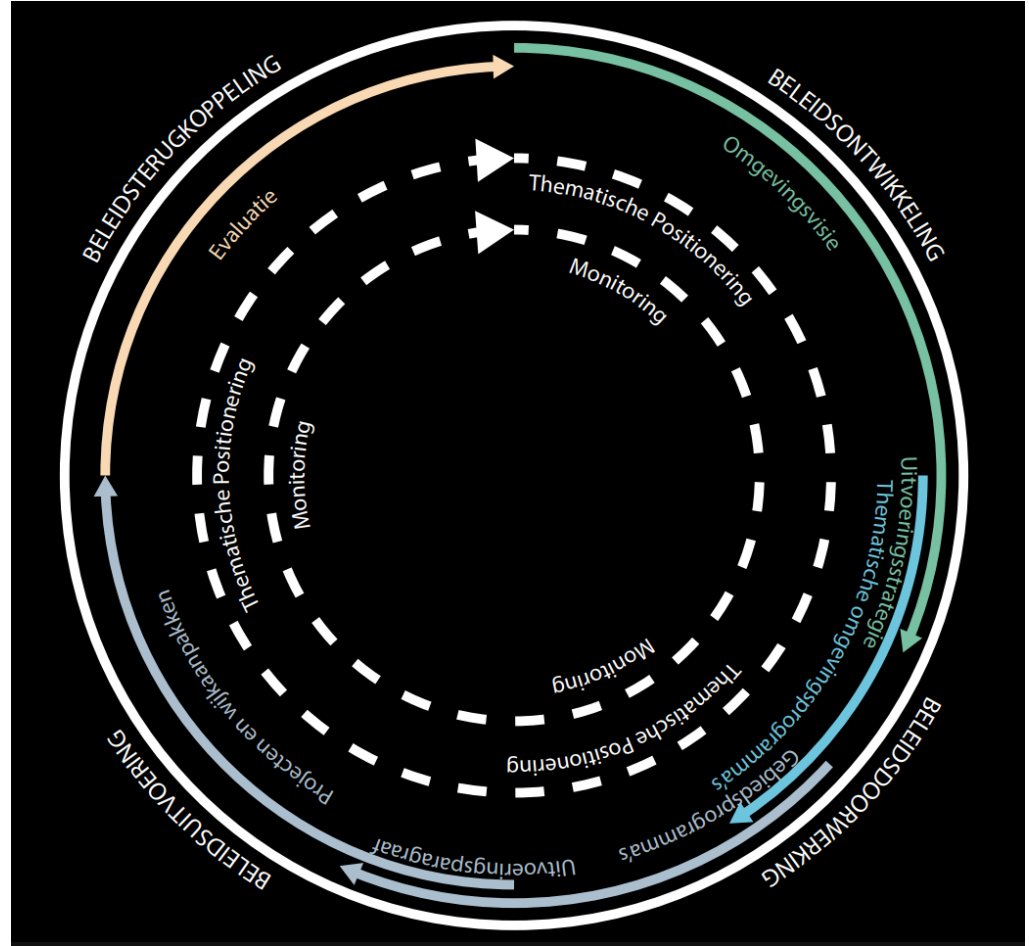 BELEIDSTERUGKOPPELING
BELEIDSONTWIKKELING
BELEIDSDOORWERKING
BELEIDSUITVOERING
Evaluatie
Omgevingsvisie
Uitvoeringsstrategie
Thematische omgevingsprogramma's
Gebiedsprogramma's
Uitvoeringsparagraaf
Projecten en wijkaanpakken
Thematische Positionering
Monitoring
Thematische Positionering
Monitoring
Thematische Positionering
Monitoring